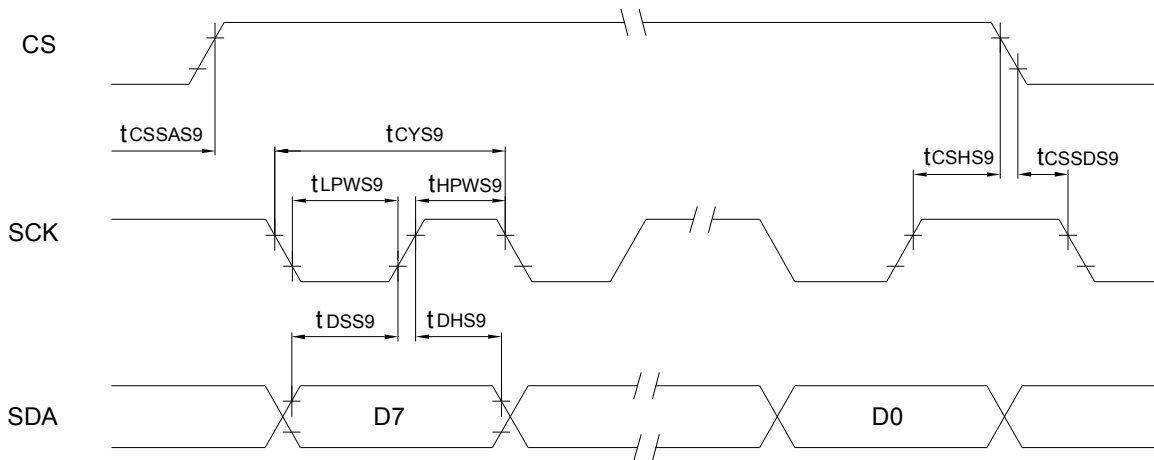 CS
tCSSAS9
tCYS9
tCSHS9
tCSSDS9
tLPWS9
tHPWS9
SCK
tDSS9
tDHS9
SDA
D7
D0